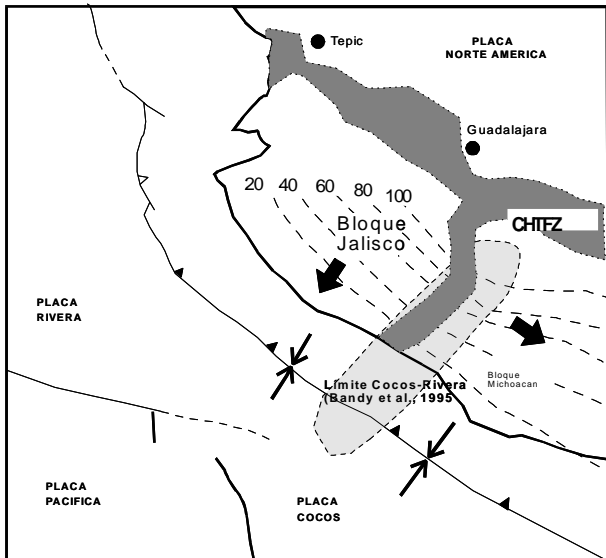 Tepic
PLACA
NORTE AMERICA
Guadalajara
20 40 60 80 100
CHTFZ
Bloque
Jalisco
PLACA
RIVERA
Bloque
Michoacan
Límite Cocos-Rivera
(Bandy et al., 1995
PLACA
PACIFICA
PLACA
COCOS